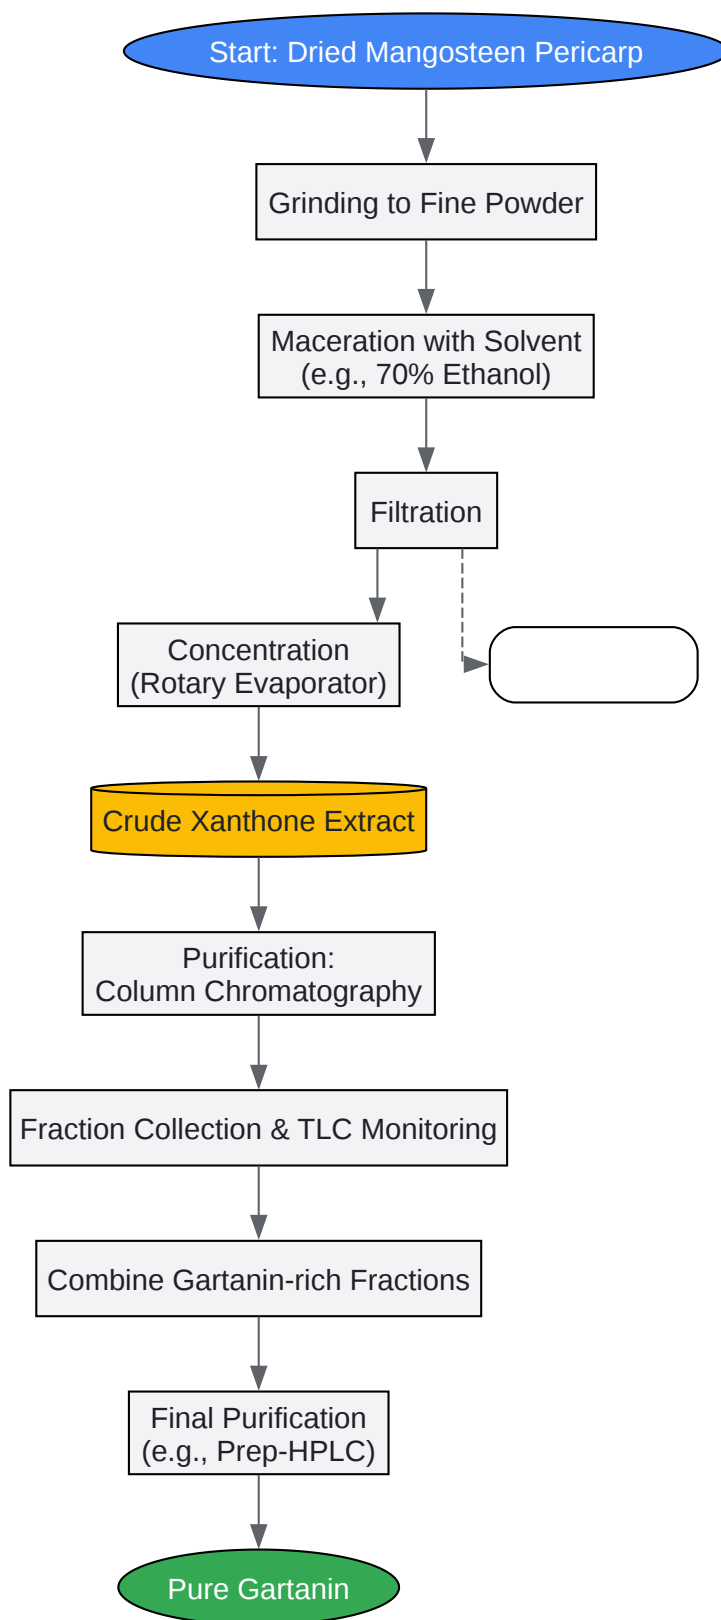 Start: Dried Mangosteen Pericarp
Grinding to Fine Powder
Maceration with Solvent
(e.g., 70% Ethanol)
Filtration
Concentration
(Rotary Evaporator)
Crude Xanthone Extract
Purification:
Column Chromatography
Fraction Collection & TLC Monitoring
Combine Gartanin-rich Fractions
Final Purification
(e.g., Prep-HPLC)
Pure Gartanin